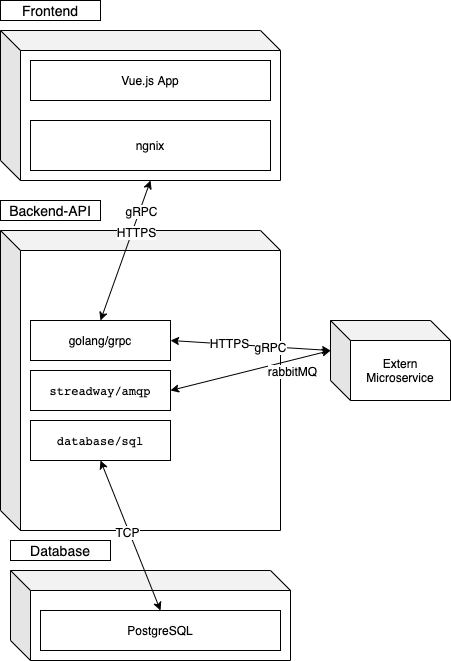 Frontend
Vue.js App
ngnix
Backend-API
gRPC
HTTPS
golang/grpc
HTTPS
gRPC
streadway/amqp
rabbitMQ
database/sql
Extern
Microservice
TCP
Database
PostgreSQL